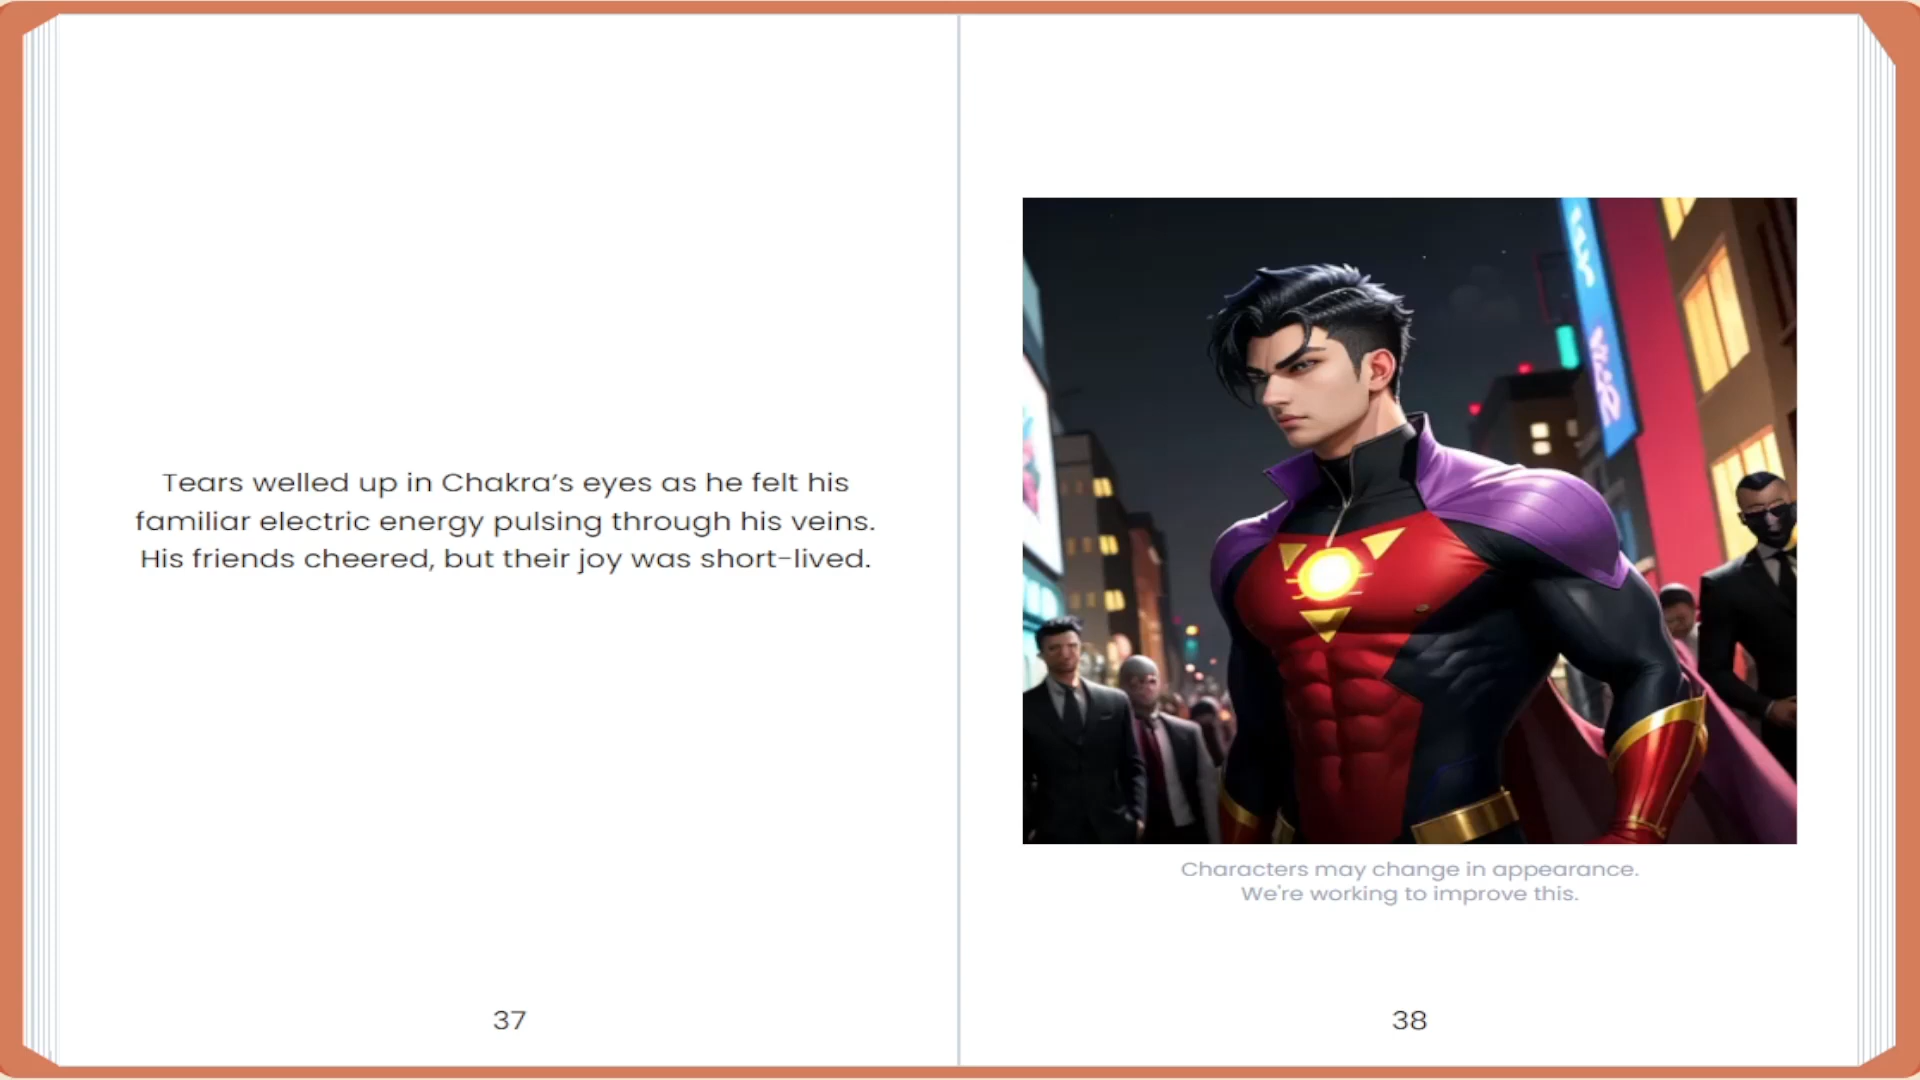 Tears welled up in Chakra’s eyes as he felt his
familiar electric energy pulsing through his veins.
His friends cheered, but their joy was short-lived.
37
Characters may change in appearance.
We're working to improve this.
38